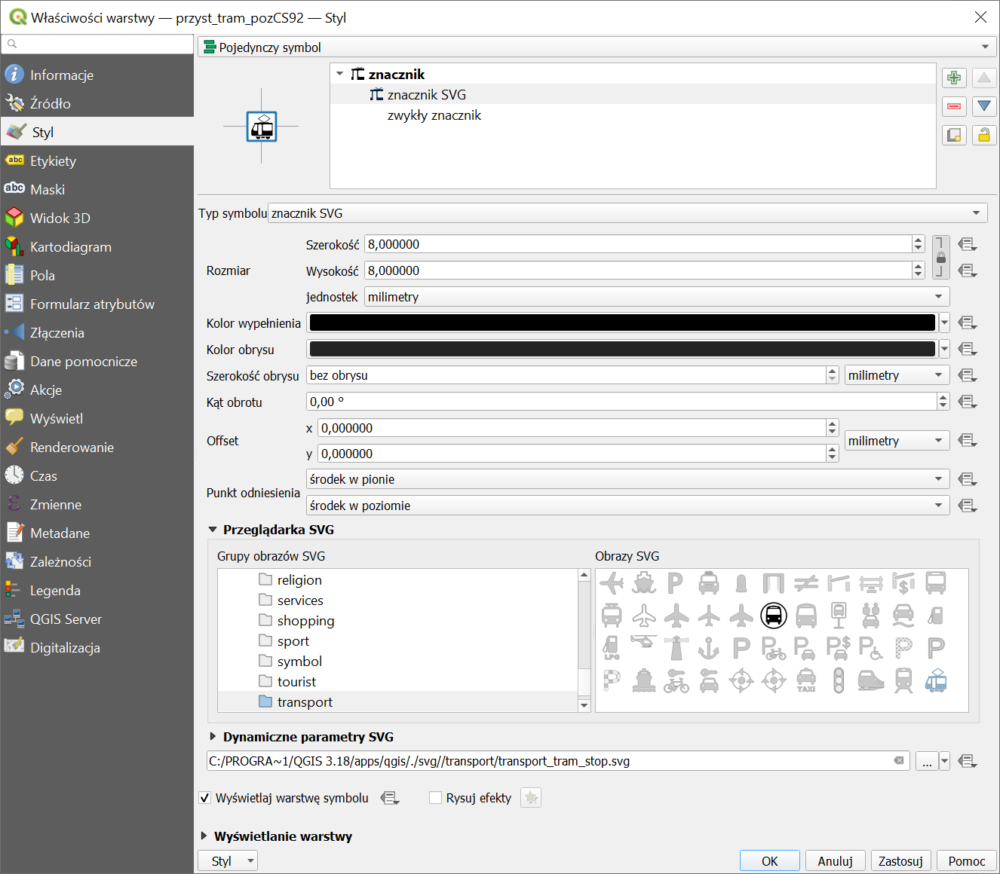 Właściwości warstwy — przyst_tram_pozCS92 — Styl
Pojedynczy symbol
Informacje
Źródło
Styl
Etykiety
Maski
Widok 3D
Kartodiagram
Pola
Formularz atrybutów
Złączenia
Dane pomocnicze
Akcje
Wyświetl
Renderowanie
Czas
Zmienne
Metadane
Zależności
Legenda
QGIS Server
Digitalizacja
znacznik
znacznik SVG
zwykły znacznik
Typ symbolu znacznik SVG
Rozmiar
Szerokość 8,000000
Wysokość 8,000000
jednostek milimetry
Kolor wypełnienia
Kolor obrysu
Szerokość obrysu bez obrysu milimetry
Kąt obrotu 0,00 °
Offset
x 0,000000
y 0,000000
milimetry
Punkt odniesienia
środek w pionie
środek w poziomie
Przeglądarka SVG
Grupy obrazów SVG
religion
services
shopping
sport
symbol
tourist
transport
Obrazy SVG
LPG
TAXI
Dynamiczne parametry SVG
C:/PROGRA~1/QGIS 3.18/apps/qgis/./svg//transport/transport_tram_stop.svg
...
Wyświetlaj warstwę symbolu
Rysuj efekty
Wyświetlanie warstwy
Styl
OK
Anuluj
Zastosuj
Pomoc